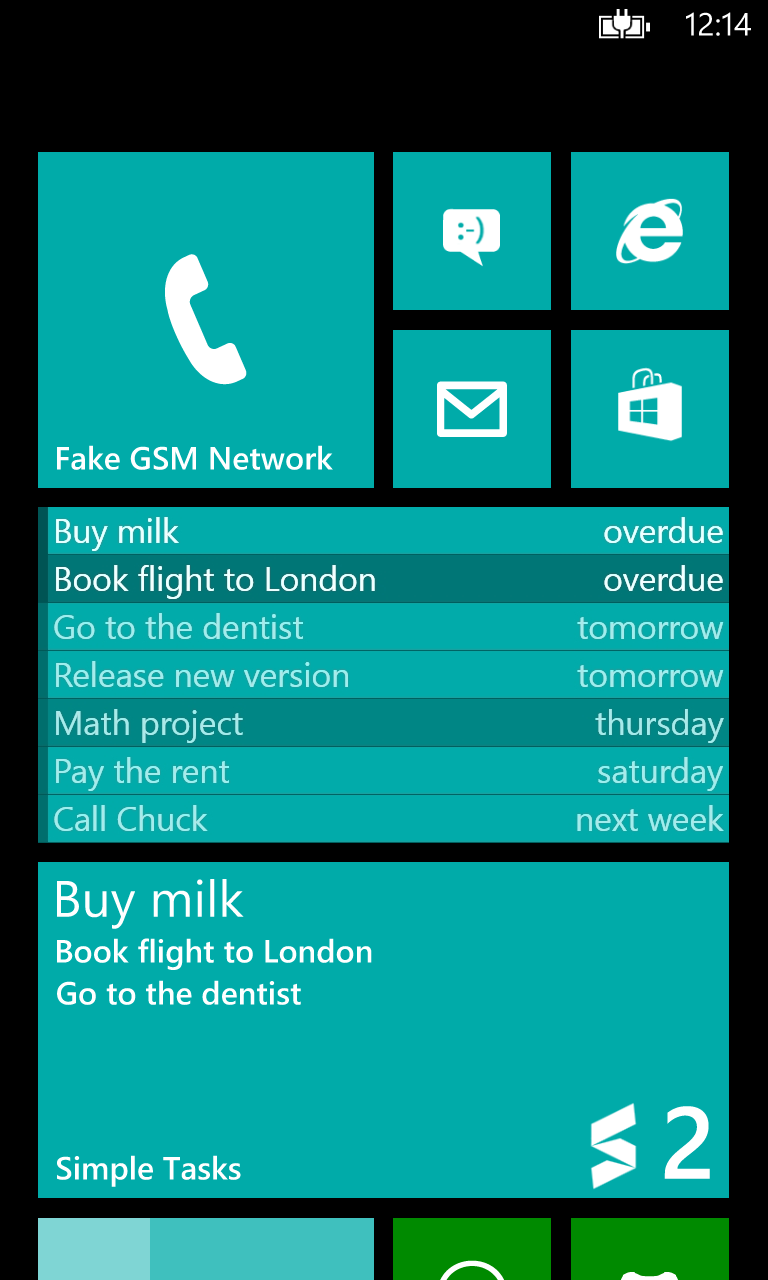 12:14
:-)
Fake GSM Network
Buy milk overdue
Book flight to London overdue
Go to the dentist tomorrow
Release new version tomorrow
Math project thursday
Pay the rent saturday
Call Chuck next week
Buy milk
Book flight to London
Go to the dentist
2
Simple Tasks